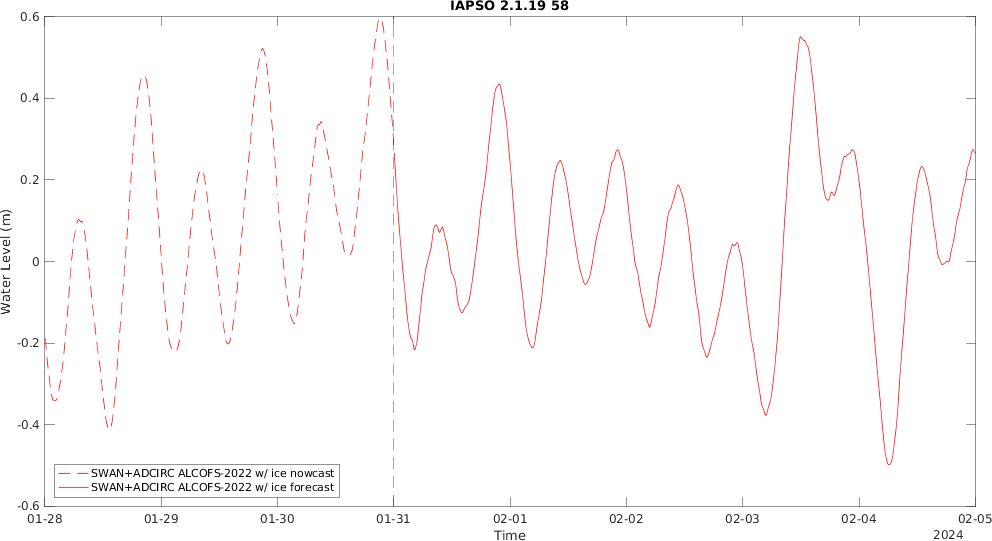 IAPSO 2.1.19 58
Water Level (m)
0.6
0.4
0.2
0
-0.2
-0.4
-0.6
SWAN+ADCIRC ALCOFS-2022 w/ ice nowcast
SWAN+ADCIRC ALCOFS-2022 w/ ice forecast
01-28 01-29 01-30 01-31 02-01 02-02 02-03 02-04 02-05
Time
2024